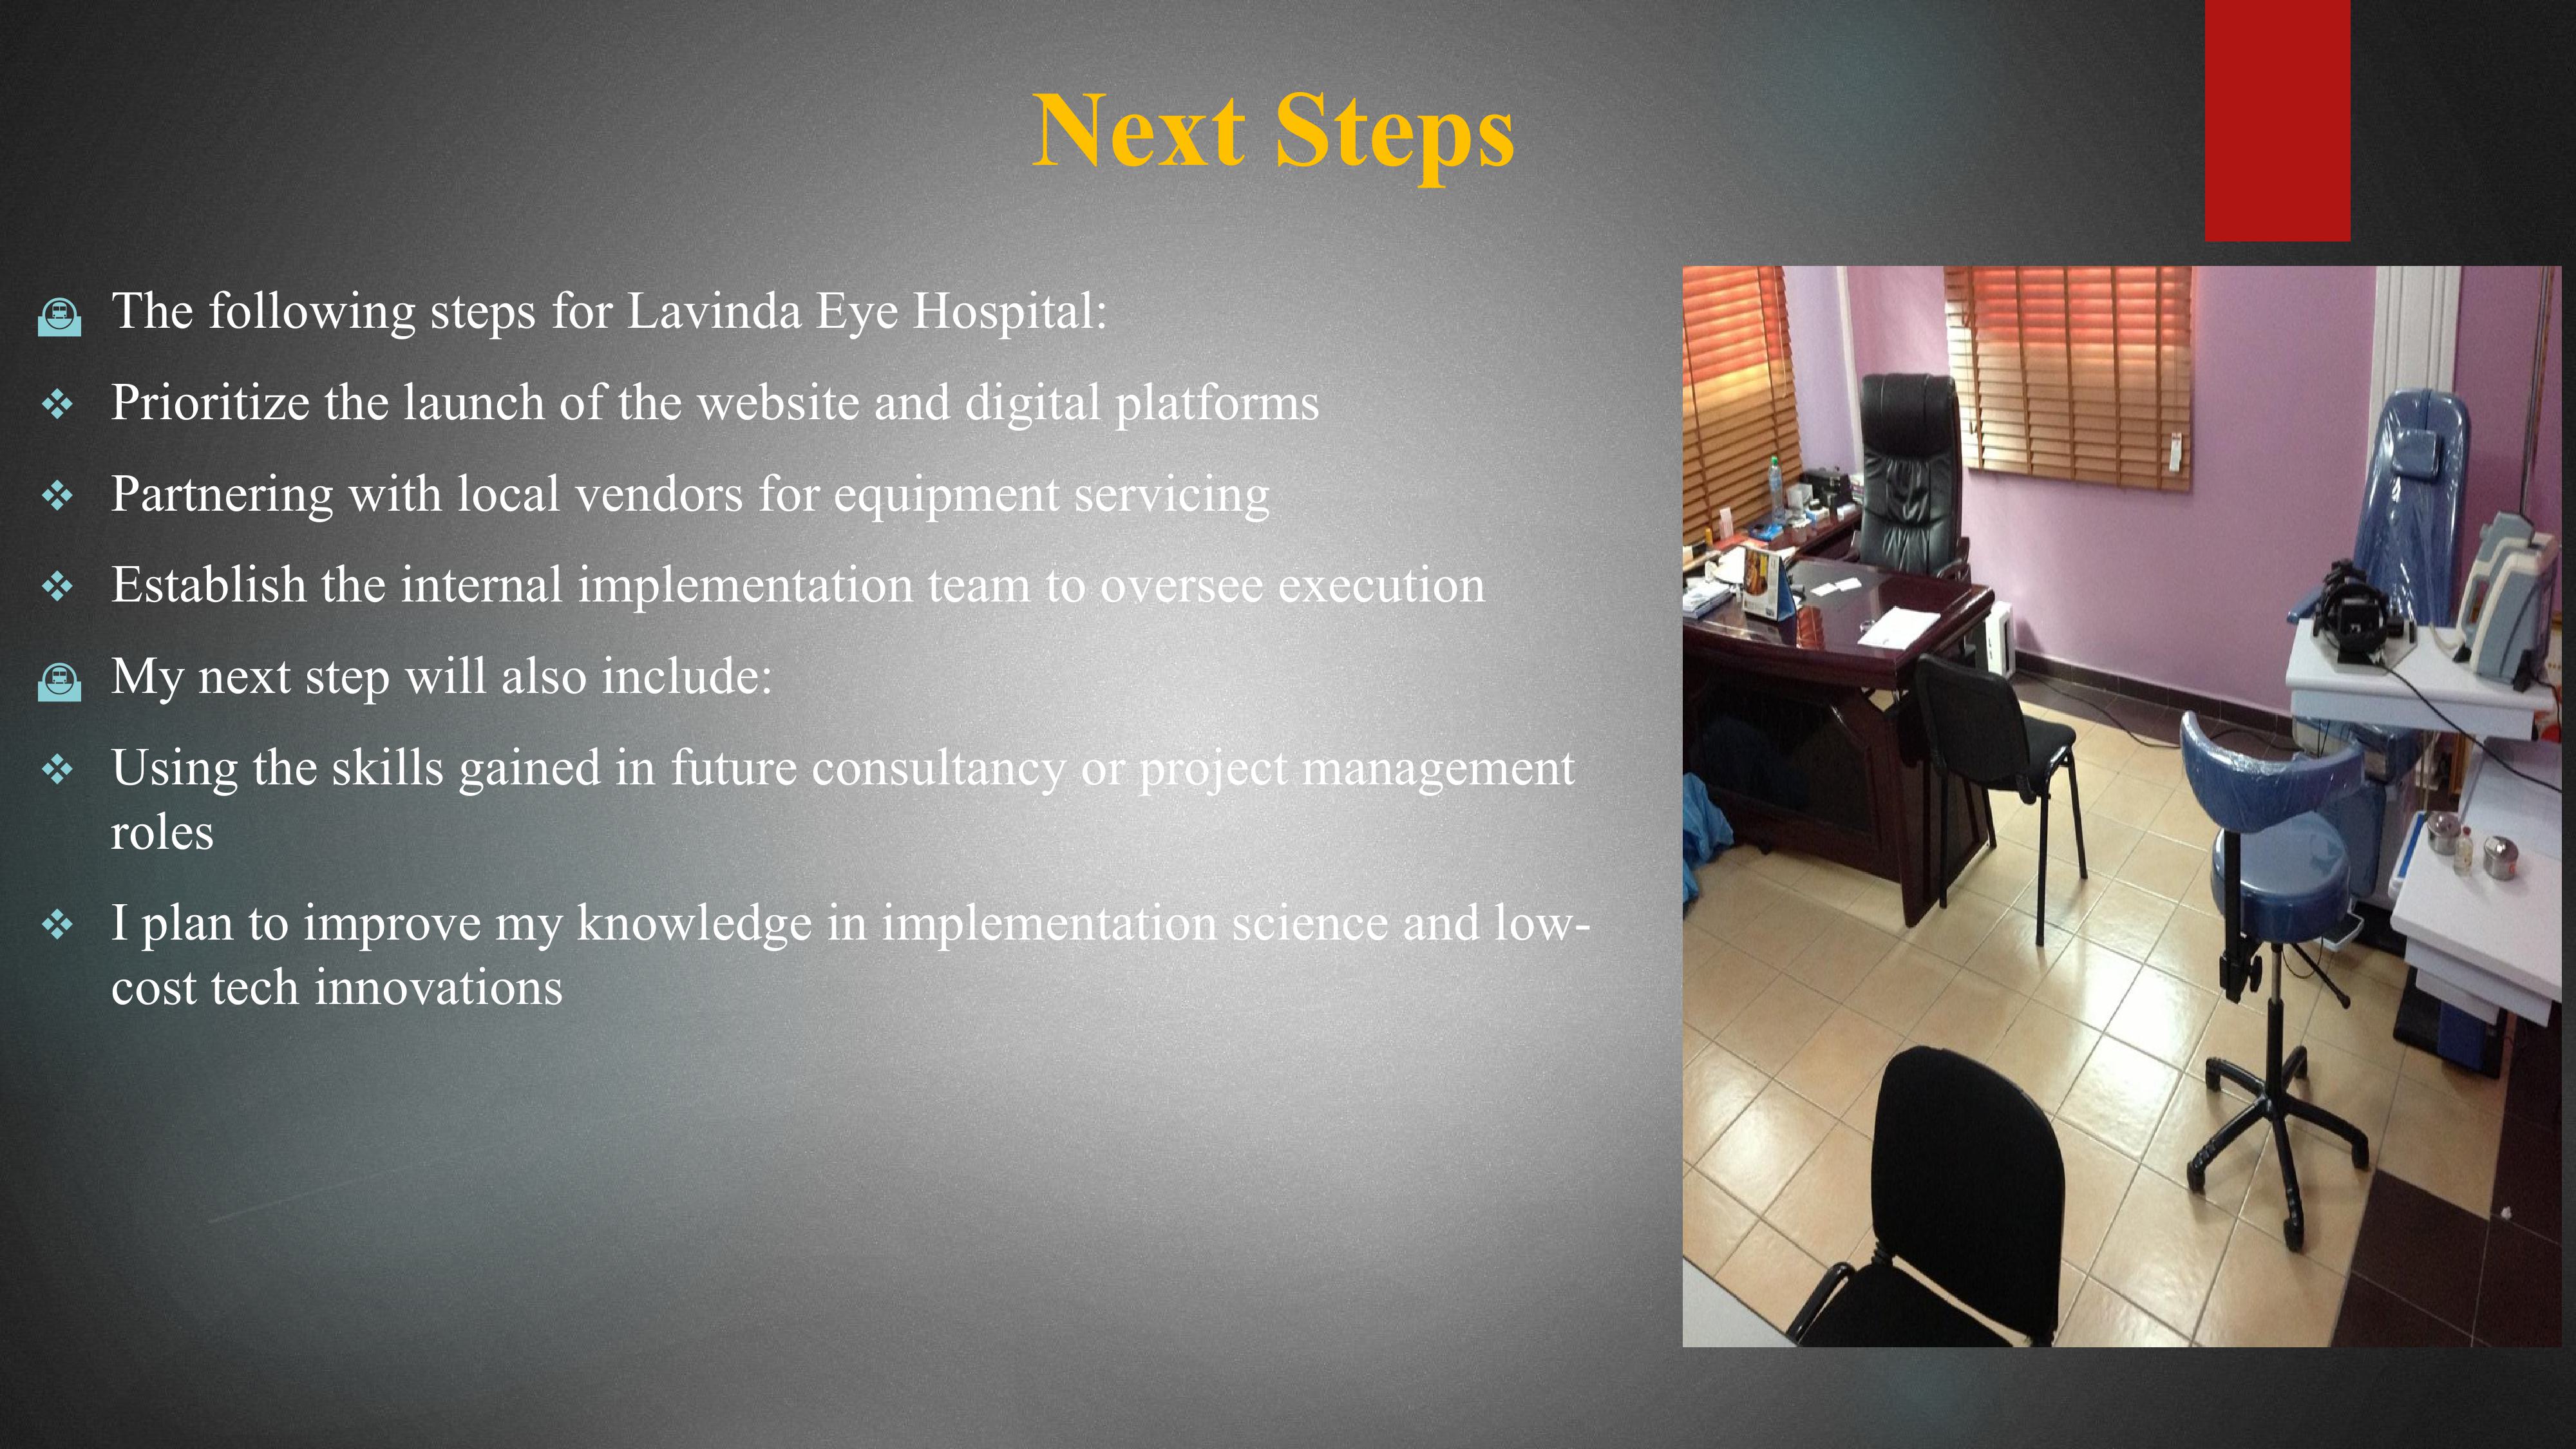 Next Steps
The following steps for Lavinda Eye Hospital:
Prioritize the launch of the website and digital platforms
Partnering with local vendors for equipment servicing
Establish the internal implementation team to oversee execution
My next step will also include:
Using the skills gained in future consultancy or project management
roles
I plan to improve my knowledge in implementation science and low-
cost tech innovations